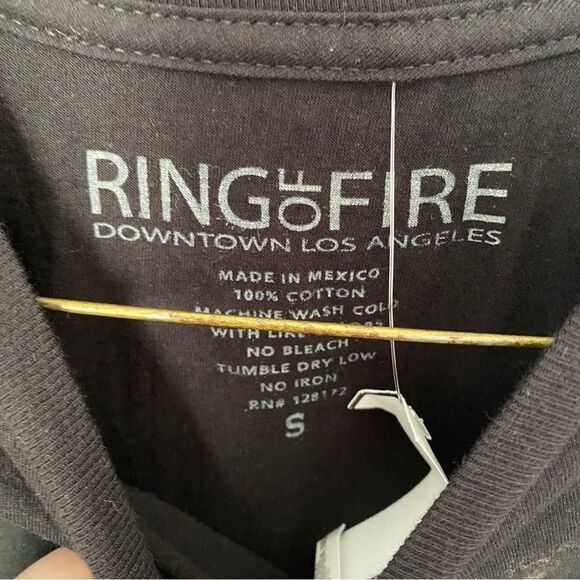 RING OF FIRE
DOWNTOWN LOS ANGELES
MADE IN MEXICO
100% COTTON
MACHINE WASH COLD
WITH LIKE
NO BLEACH
TUMBLE DRY LOW
NO IRON
RN# 128172
S